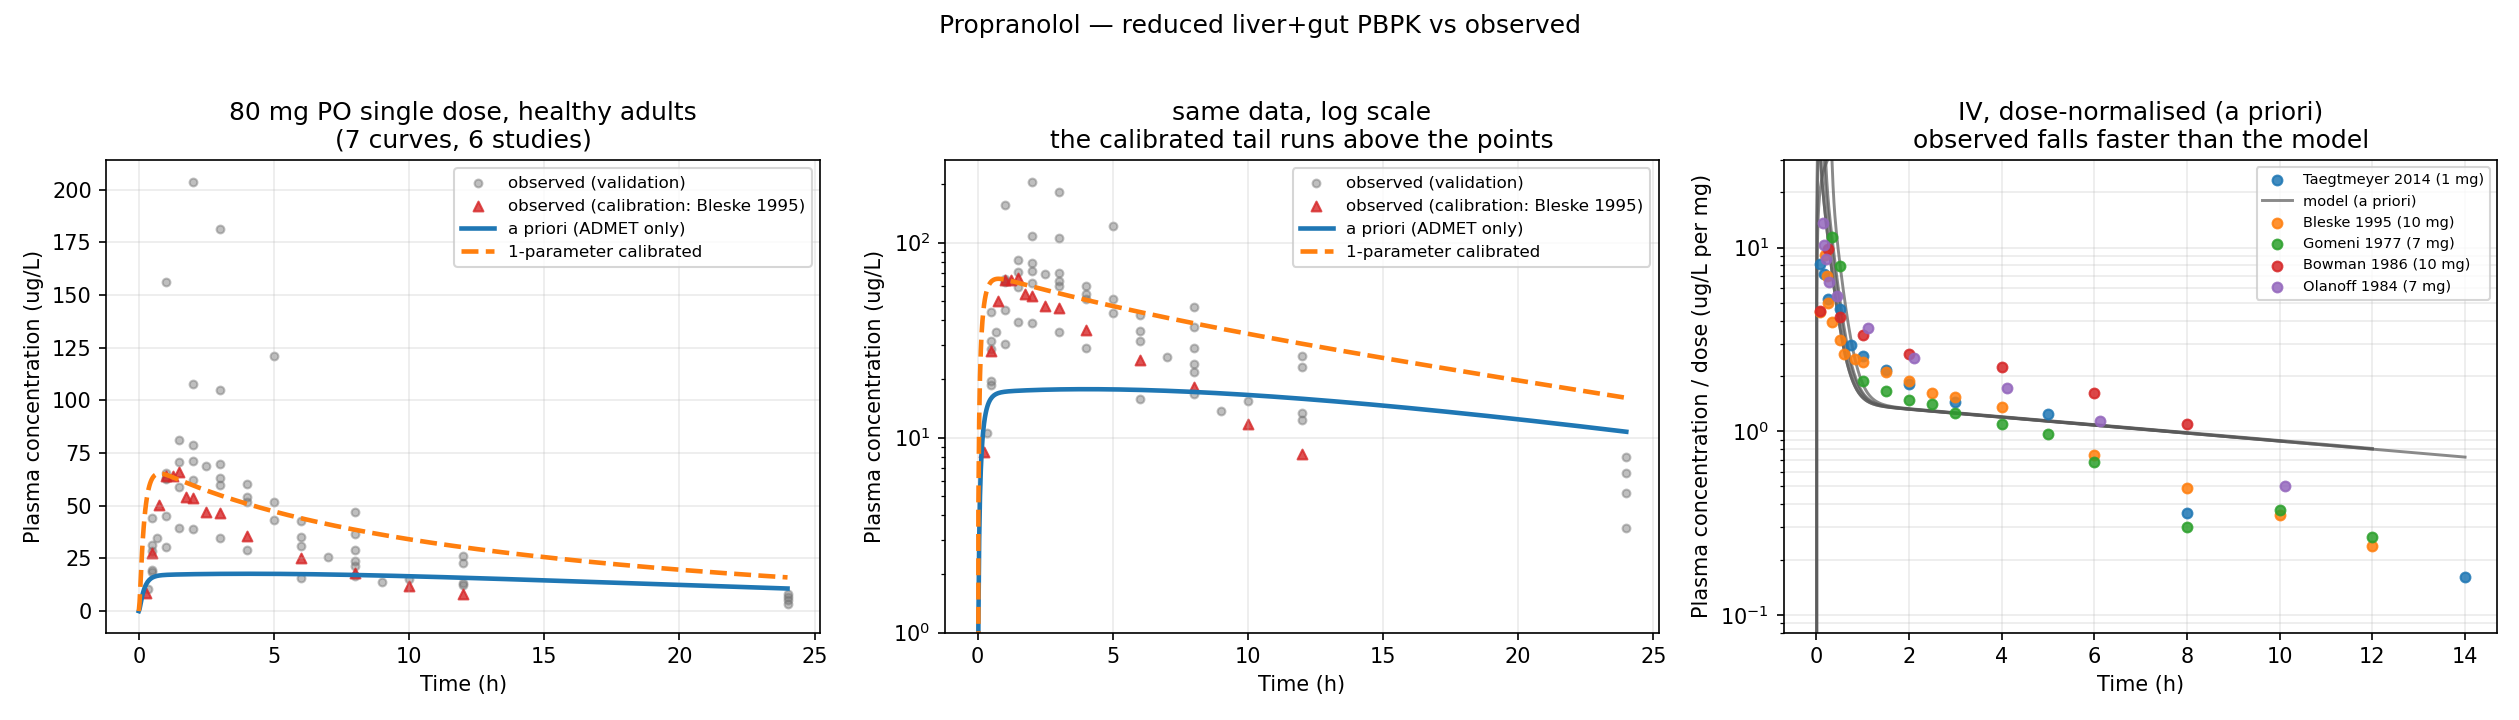 Propranolol — reduced liver+gut PBPK vs observed
80 mg PO single dose, healthy adults
(7 curves, 6 studies)
Plasma concentration (ug/L)
200
175
150
125
100
75
50
25
0
0 5 10 15 20 25
Time (h)
observed (validation)
observed (calibration: Bleske 1995)
a priori (ADMET only)
1-parameter calibrated
same data, log scale
the calibrated tail runs above the points
Plasma concentration (ug/L)
10²
10¹
10⁰
0 5 10 15 20 25
Time (h)
observed (validation)
observed (calibration: Bleske 1995)
a priori (ADMET only)
1-parameter calibrated
IV, dose-normalised (a priori)
observed falls faster than the model
Plasma concentration / dose (ug/L per mg)
10¹
10⁰
10⁻¹
0 2 4 6 8 10 12 14
Time (h)
Taegtmeyer 2014 (1 mg)
model (a priori)
Bleske 1995 (10 mg)
Gomeni 1977 (7 mg)
Bowman 1986 (10 mg)
Olanoff 1984 (7 mg)